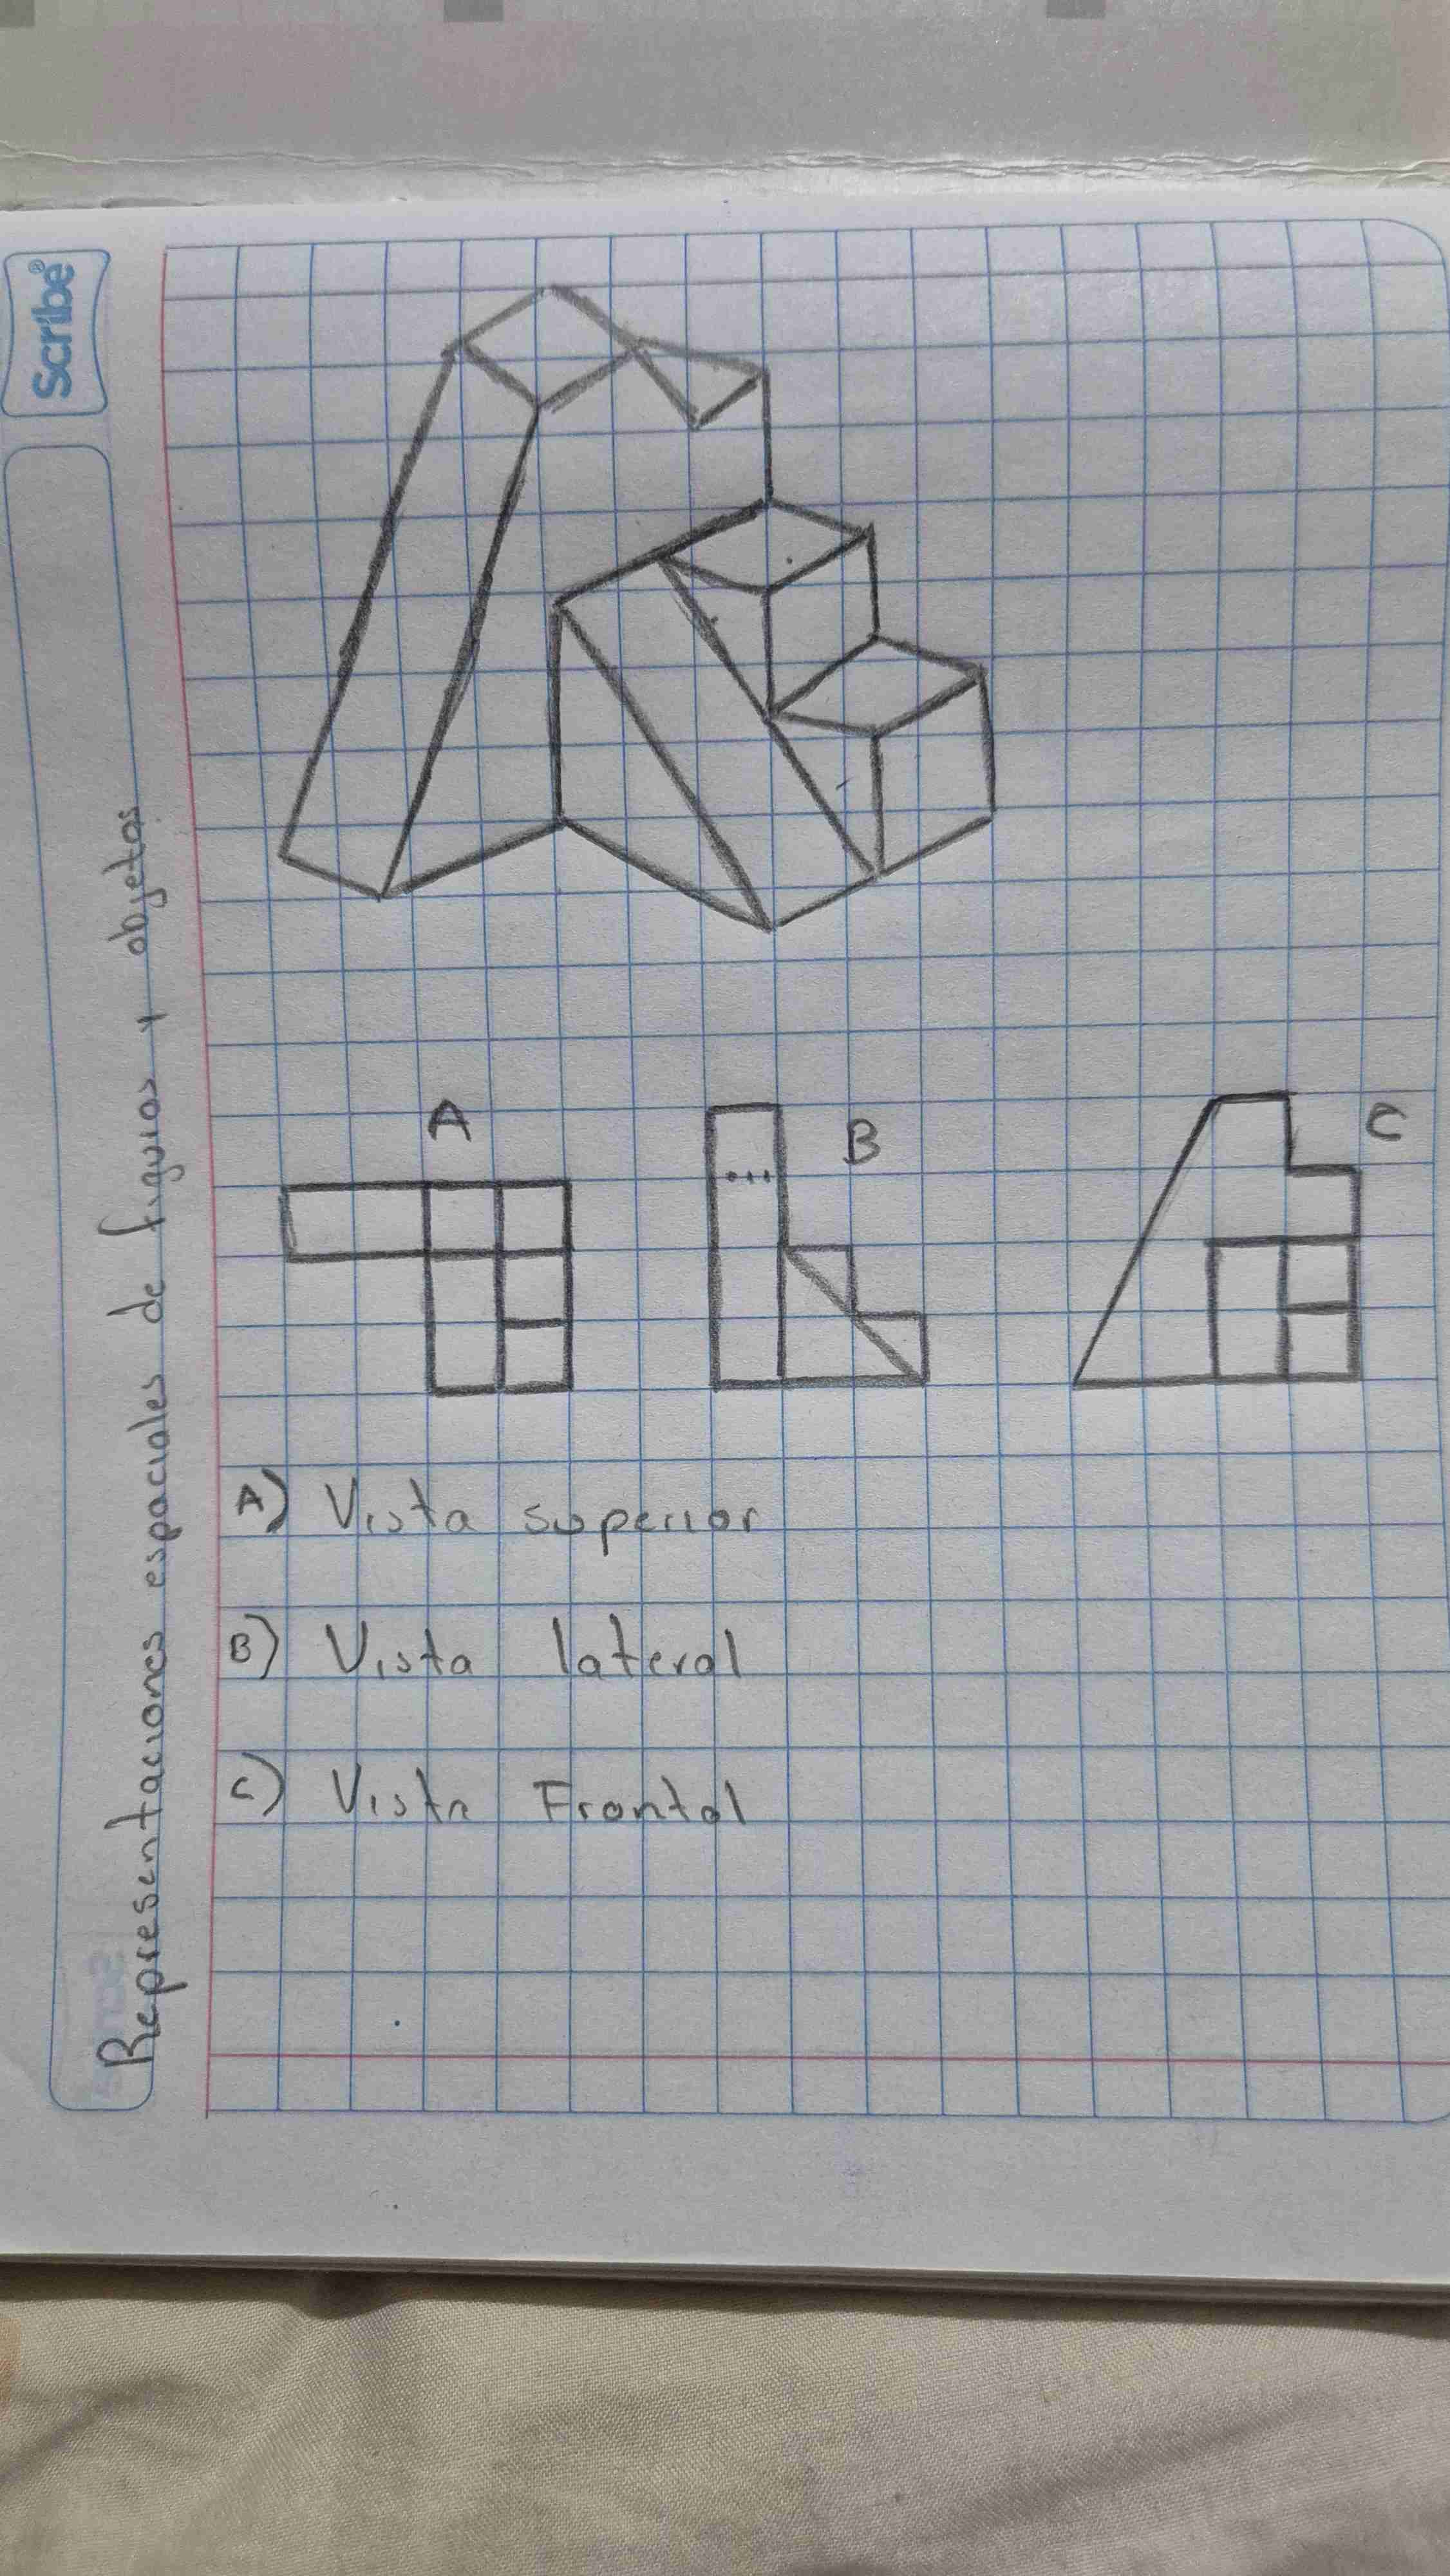 Scribe®
Representaciones espaciales de figuras y objetos
A
B
C
A) Vista superior
B) Vista lateral
C) Vista Frontal